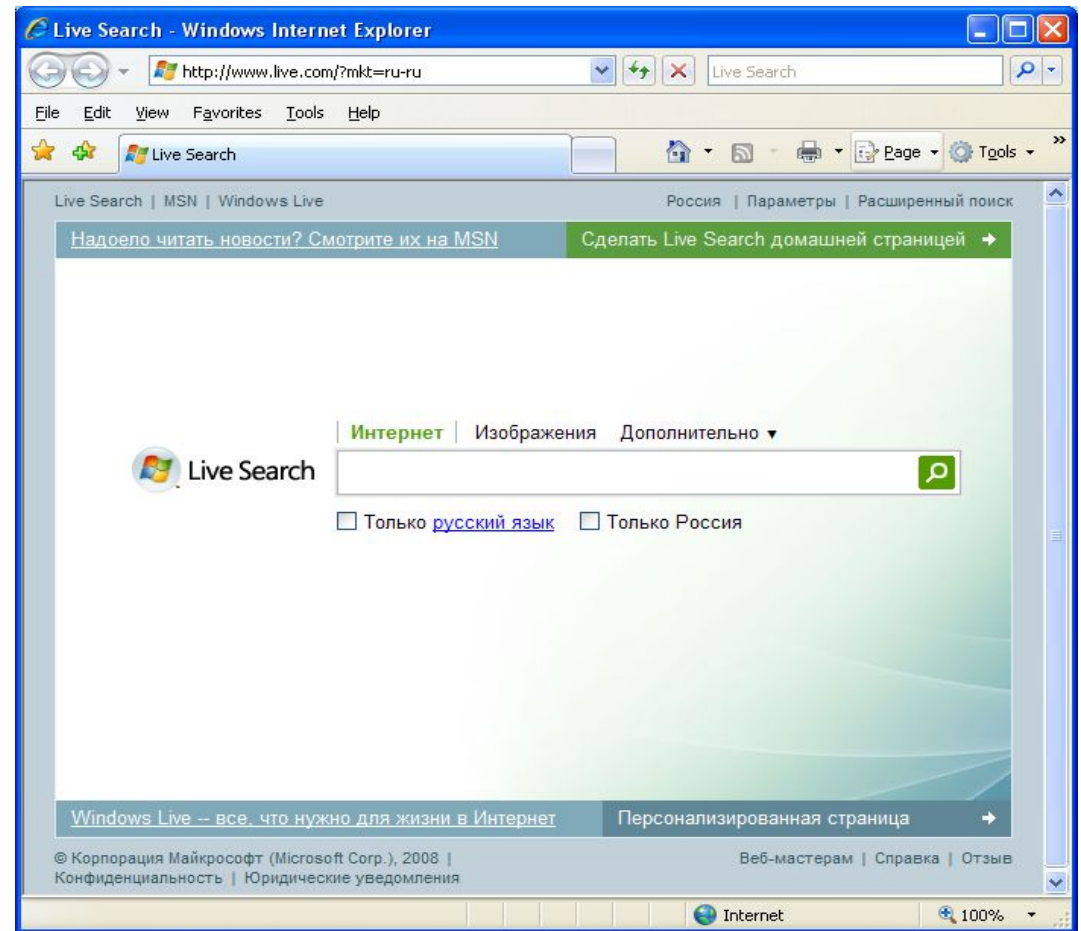 Live Search - Windows Internet Explorer
http://www.live.com/?mkt=ru-ru Live Search
File Edit View Favorites Tools Help
Live Search Page Tools »
Live Search | MSN | Windows Live Россия | Параметры | Расширенный поиск
Надоело читать новости? Смотрите их на MSN Сделать Live Search домашней страницей
Интернет Изображения Дополнительно
Live Search
Только русский язык Только Россия
Windows Live -- все, что нужно для жизни в Интернет Персонализированная страница
© Корпорация Майкрософт (Microsoft Corp.), 2008 | Веб-мастерам | Справка | Отзыв
Конфиденциальность | Юридические уведомления
Internet 100%